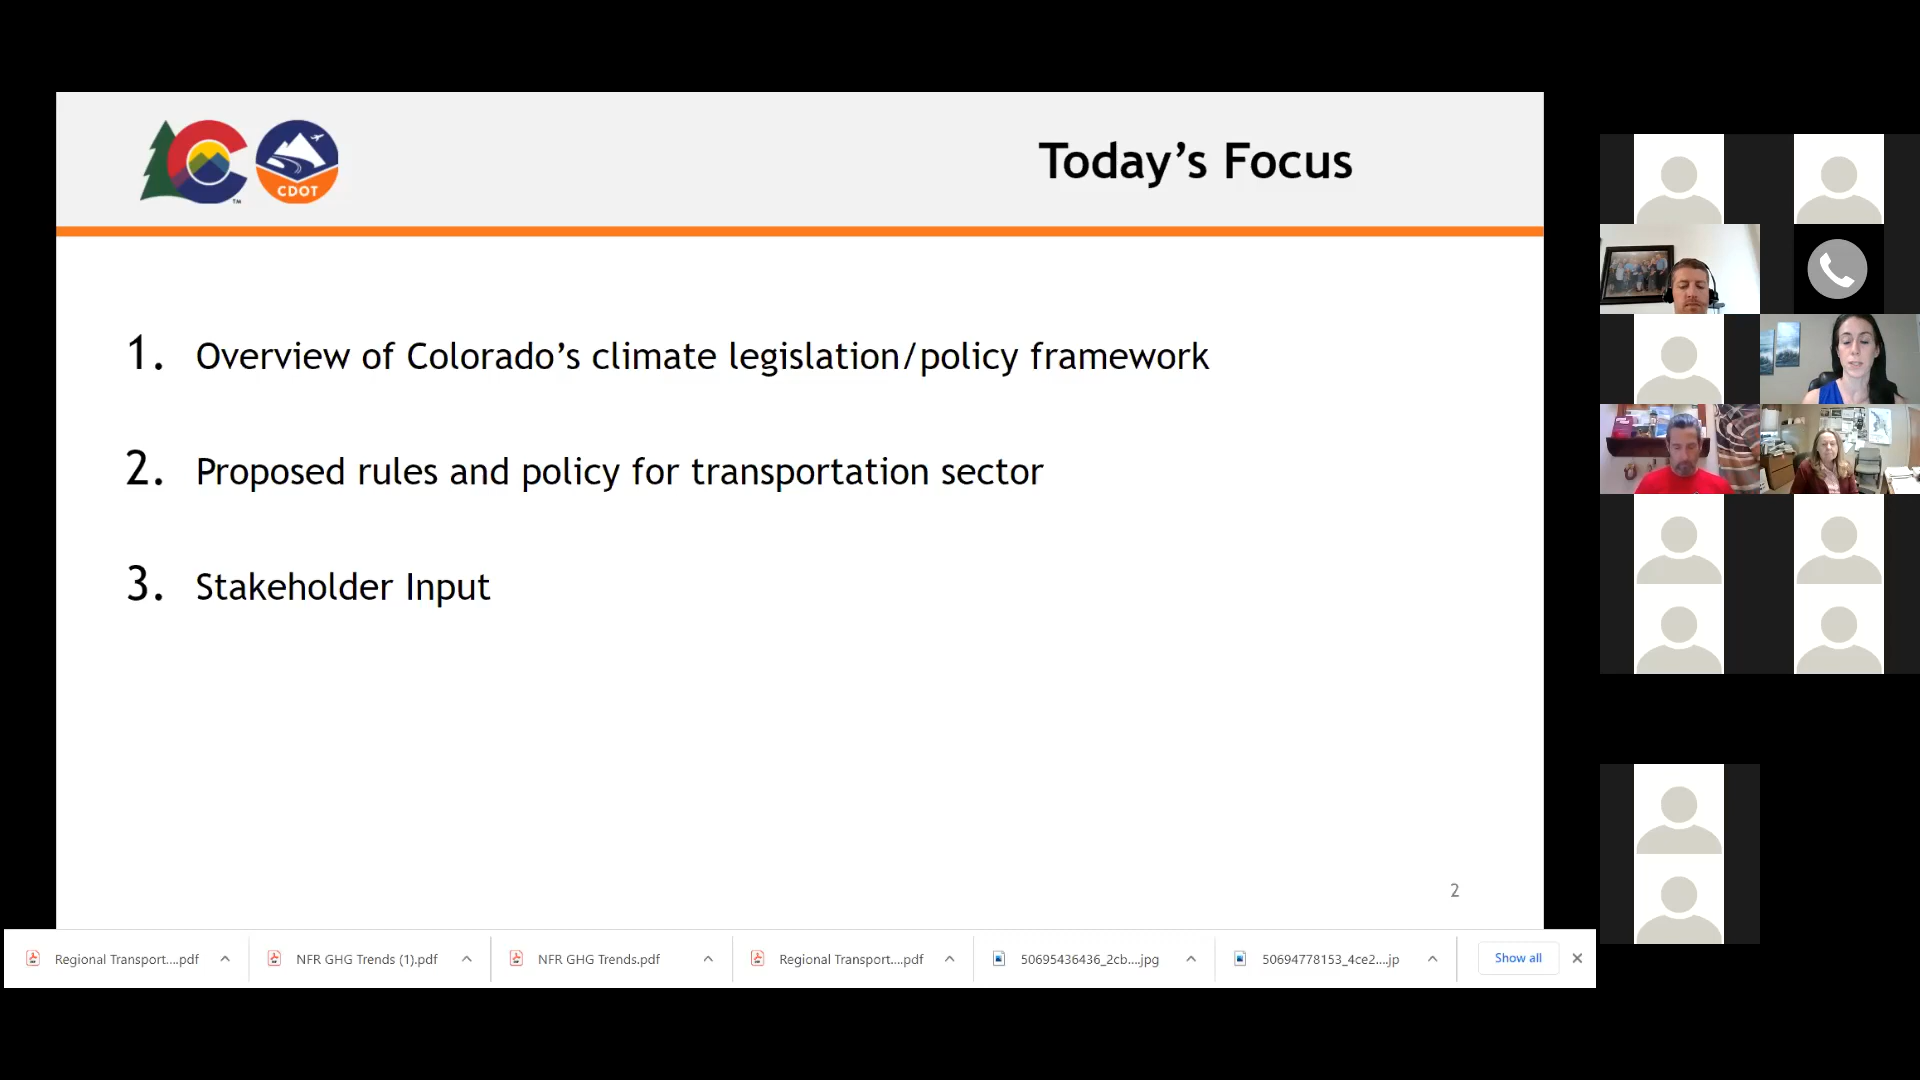 CDOT
TM
Today's Focus
1. Overview of Colorado's climate legislation/policy framework
2. Proposed rules and policy for transportation sector
3. Stakeholder Input
2
Regional Transport....pdf
NFR GHG Trends (1).pdf
NFR GHG Trends.pdf
Regional Transport....pdf
50695436436_2cb....jpg
50694778153_4ce2....jp
Show all